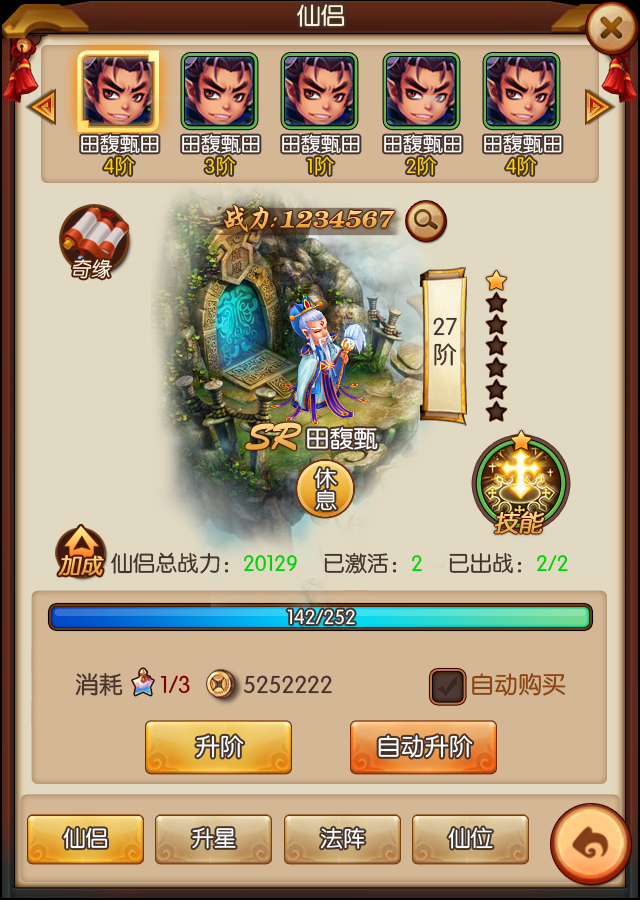 仙侣
田馥甄田 田馥甄田 田馥甄田 田馥甄田 田馥甄田
4阶 3阶 1阶 2阶 4阶
战力:1234567
奇缘
27阶
SR 田馥甄
休息
技能
加成 仙侣总战力：20129 已激活：2 已出战：2/2
142/252
消耗 1/3 5252222 自动购买
升阶 自动升阶
仙侣 升星 法阵 仙位